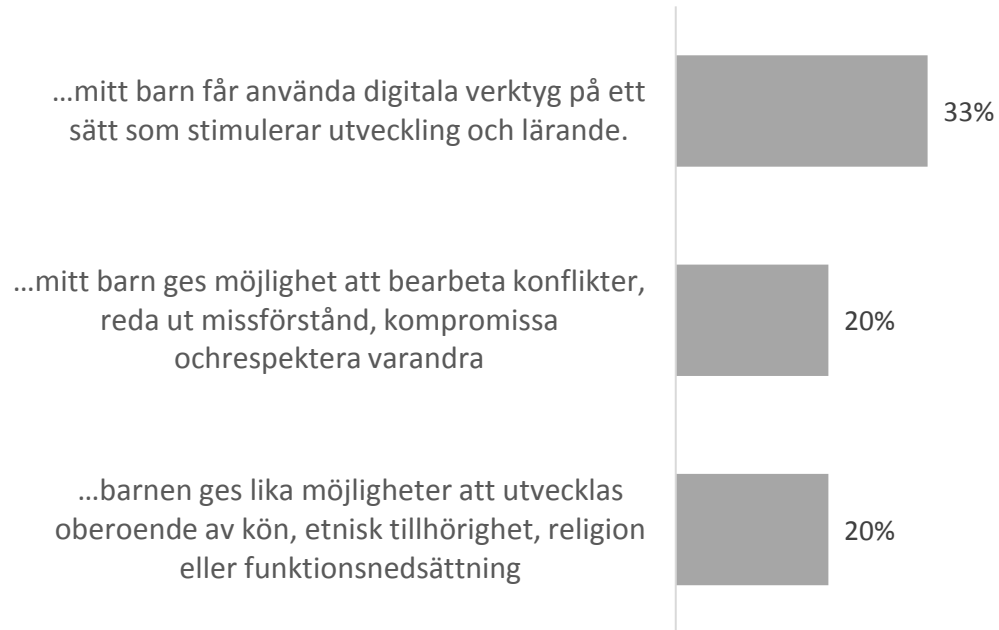 …mitt barn får använda digitala verktyg på ett
sätt som stimulerar utveckling och lärande.
33%
…mitt barn ges möjlighet att bearbeta konflikter,
reda ut missförstånd, kompromissa
ochrespektera varandra
20%
…barnen ges lika möjligheter att utvecklas
oberoende av kön, etnisk tillhörighet, religion
eller funktionsnedsättning
20%